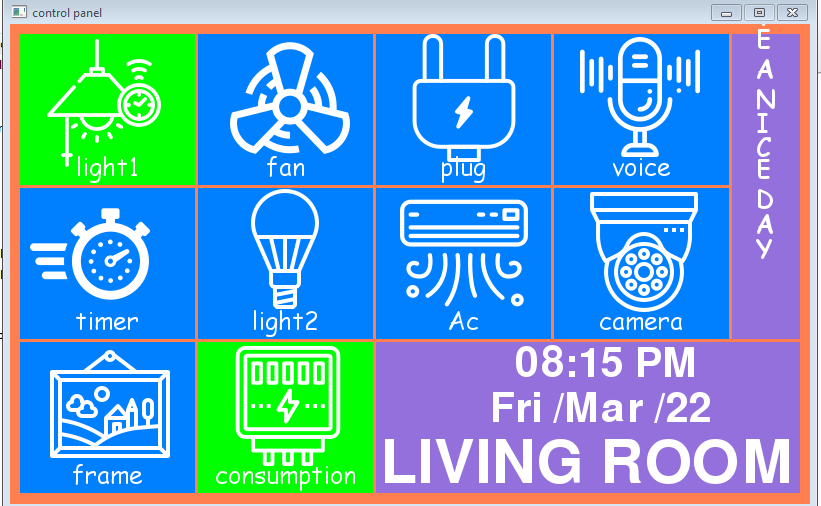 control panel
light1
fan
plug
voice
E
A
NICE
DAY
timer
light2
Ac
camera
frame
consumption
08:15 PM
Fri /Mar /22
LIVING ROOM